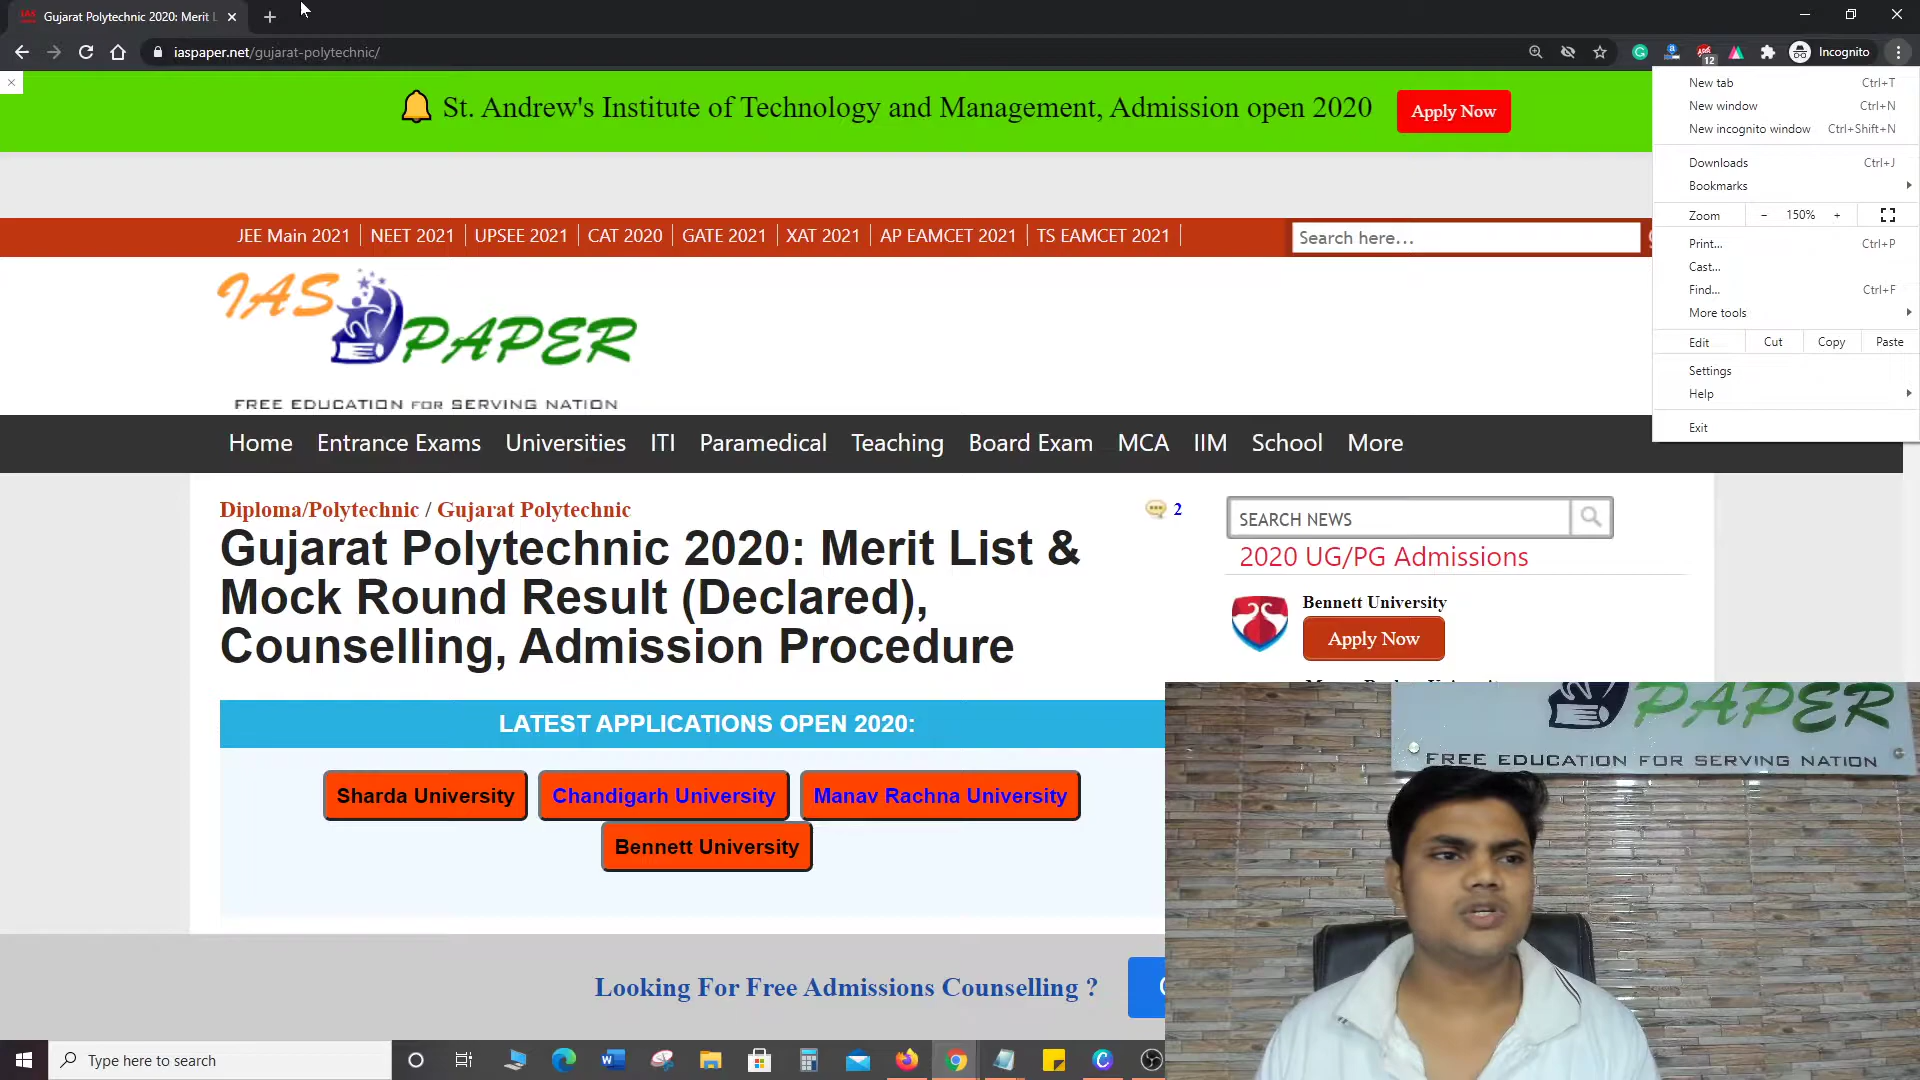 Gujarat Polytechnic 2020: Merit L
iaspaper.net/gujarat-polytechnic/
12
Incognito
New tab Ctrl+T
New window Ctrl+N
New incognito window Ctrl+Shift+N
Downloads Ctrl+J
Bookmarks
Zoom - 150% +
Print... Ctrl+P
Cast...
Find... Ctrl+F
More tools
Edit Cut Copy Paste
Settings
Help
Exit
St. Andrew's Institute of Technology and Management, Admission open 2020 Apply Now
JEE Main 2021 NEET 2021 UPSEE 2021 CAT 2020 GATE 2021 XAT 2021 AP EAMCET 2021 TS EAMCET 2021
Search here...
IAS PAPER
FREE EDUCATION FOR SERVING NATION
Home Entrance Exams Universities ITI Paramedical Teaching Board Exam MCA IIM School More
Diploma/Polytechnic / Gujarat Polytechnic 2
Gujarat Polytechnic 2020: Merit List &
Mock Round Result (Declared),
Counselling, Admission Procedure
SEARCH NEWS
2020 UG/PG Admissions
Bennett University
Apply Now
LATEST APPLICATIONS OPEN 2020:
Sharda University Chandigarh University Manav Rachna University
Bennett University
PAPER
FREE EDUCATION FOR SERVING NATION
Looking For Free Admissions Counselling ?
Type here to search